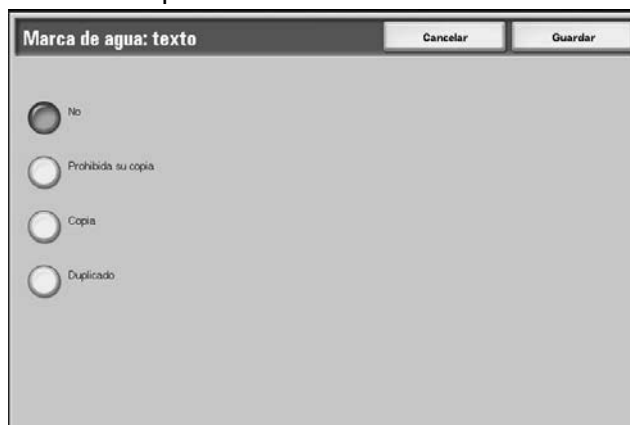 Marca de agua: texto
Cancelar
Guardar
No
Prohibida su copia
Copia
Duplicado